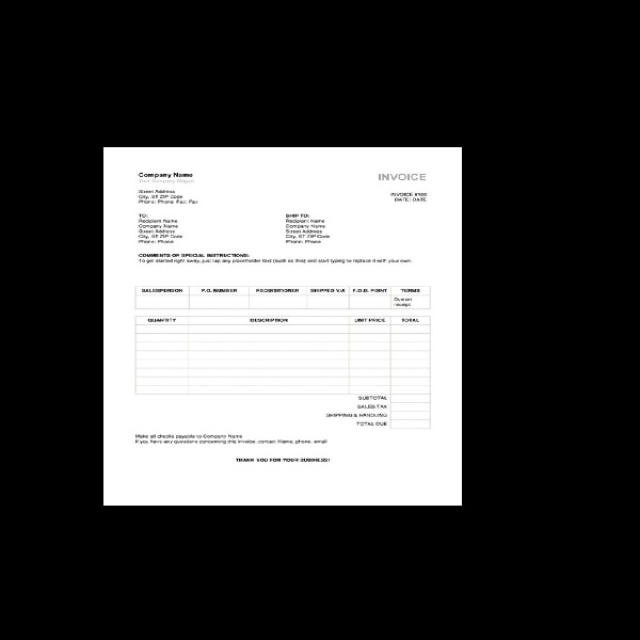 Company Name
INVOICE
Your Company Slogan
Street Address
City, ST ZIP Code
Phone: Phone Fax: Fax
INVOICE #100
DATE: DATE
TO:
Recipient Name
Company Name
Street Address
City, ST ZIP Code
Phone: Phone
SHIP TO:
Recipient Name
Company Name
Street Address
City, ST ZIP Code
Phone: Phone
COMMENTS OR SPECIAL INSTRUCTIONS:
To get started right away, just tap any placeholder text (such as this) and start typing to replace it with your own.
SALESPERSON P.O. NUMBER REQUISITIONER SHIPPED VIA F.O.B. POINT TERMS
Due on
receipt
QUANTITY DESCRIPTION UNIT PRICE TOTAL
SUBTOTAL
SALES TAX
SHIPPING & HANDLING
TOTAL DUE
Make all checks payable to Company Name
If you have any questions concerning this invoice, contact Name, phone, email
THANK YOU FOR YOUR BUSINESS!